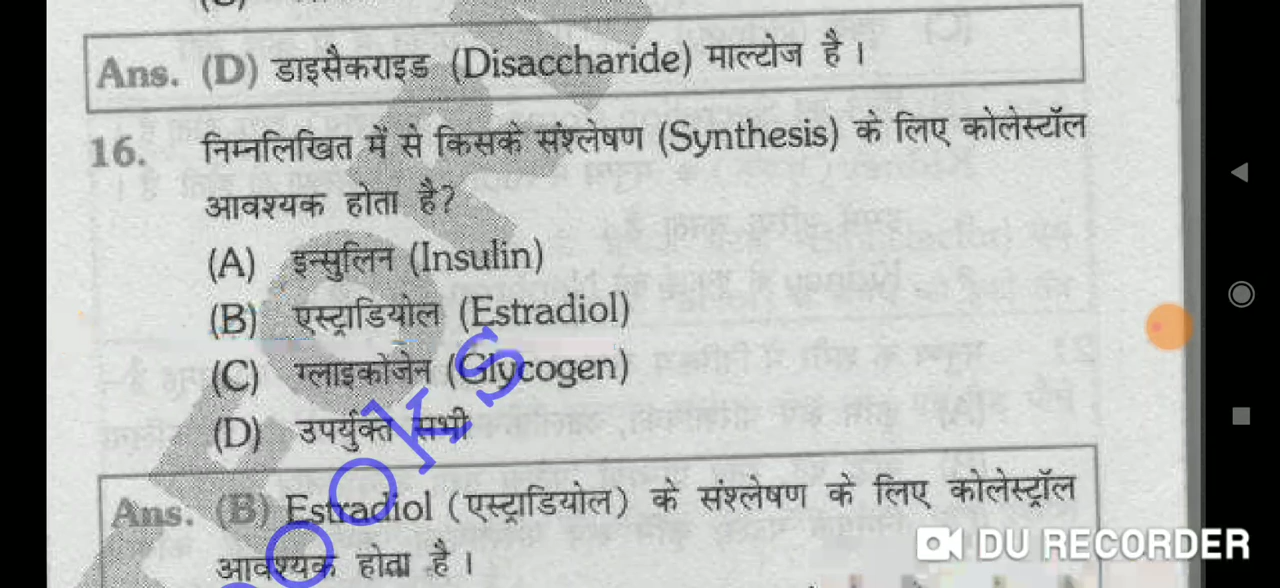 Ans. (D) डाइसैकराइड (Disaccharide) माल्टोज है ।
16. निम्नलिखित में से किसके संश्लेषण (Synthesis) के लिए कोलेस्टॉल
आवश्यक होता है?
(A) इन्सुलिन (Insulin)
(B) एस्ट्राडियोल (Estradiol)
(C) ग्लाइकोजेन (Glycogen)
(D) उपर्युक्त सभी
Ans. (B) Estradiol (एस्ट्राडियोल) के संश्लेषण के लिए कोलेस्ट्रॉल
आवश्यक होता है ।
ooks
DU RECORDER